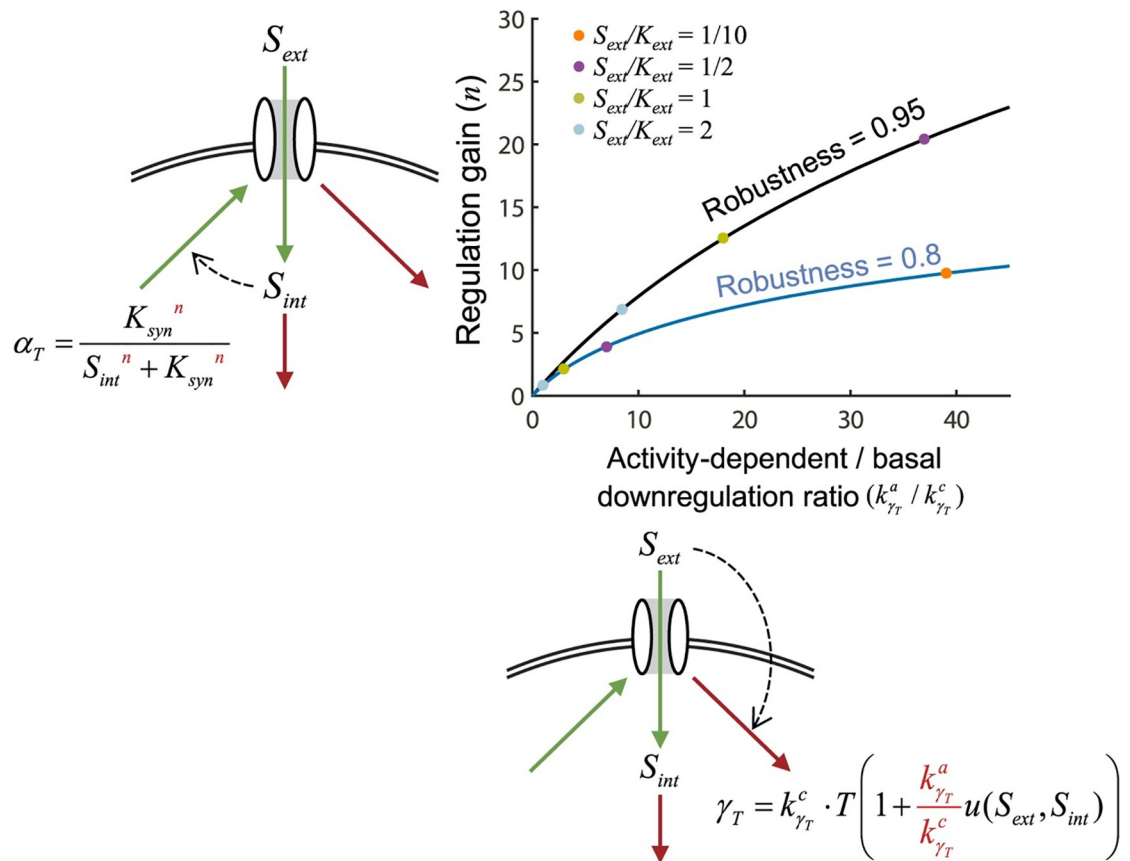 S_ext
S_int
α_T = K_syn^n / (S_int^n + K_syn^n)
Regulation gain (n)
30
25
20
15
10
5
0
S_ext/K_ext = 1/10
S_ext/K_ext = 1/2
S_ext/K_ext = 1
S_ext/K_ext = 2
Robustness = 0.95
Robustness = 0.8
0 10 20 30 40
Activity-dependent / basal
downregulation ratio (k^a_γT / k^c_γT)
S_ext
S_int
γ_T = k^c_γT · T(1 + k^a_γT / k^c_γT u(S_ext, S_int))